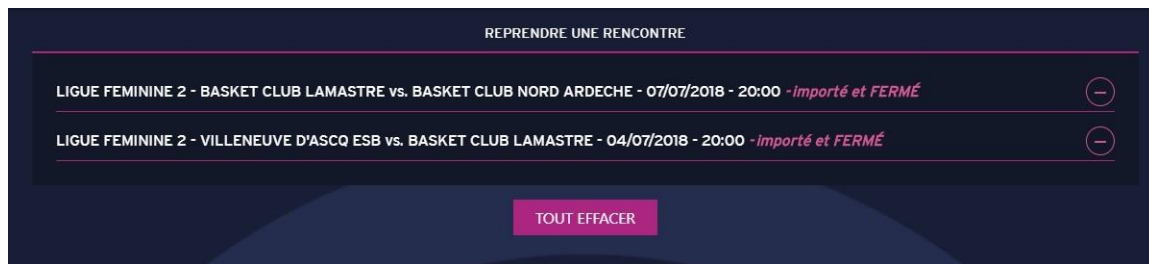 REPRENDRE UNE RENCONTRE
LIGUE FEMININE 2 - BASKET CLUB LAMASTRE vs. BASKET CLUB NORD ARDECHE - 07/07/2018 - 20:00 - importé et FERMÉ
LIGUE FEMININE 2 - VILLENEUVE D'ASCQ ESB vs. BASKET CLUB LAMASTRE - 04/07/2018 - 20:00 - importé et FERMÉ
TOUT EFFACER